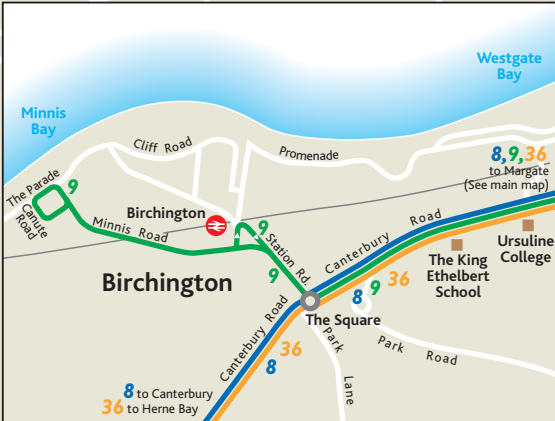 Westgate
Bay
Minnis
Bay
Cliff Road
Promenade
8, 9, 36
to Margate
(See main map)
The Parade
9
Canute
Road
Birchington
Minnis Road
9
Station Rd
9
Canterbury Road
Ursuline
College
The King
Ethelbert
School
Birchington
36
9
8
The Square
Canterbury Road
36
8
Park Lane
Park Road
8 to Canterbury
36 to Herne Bay